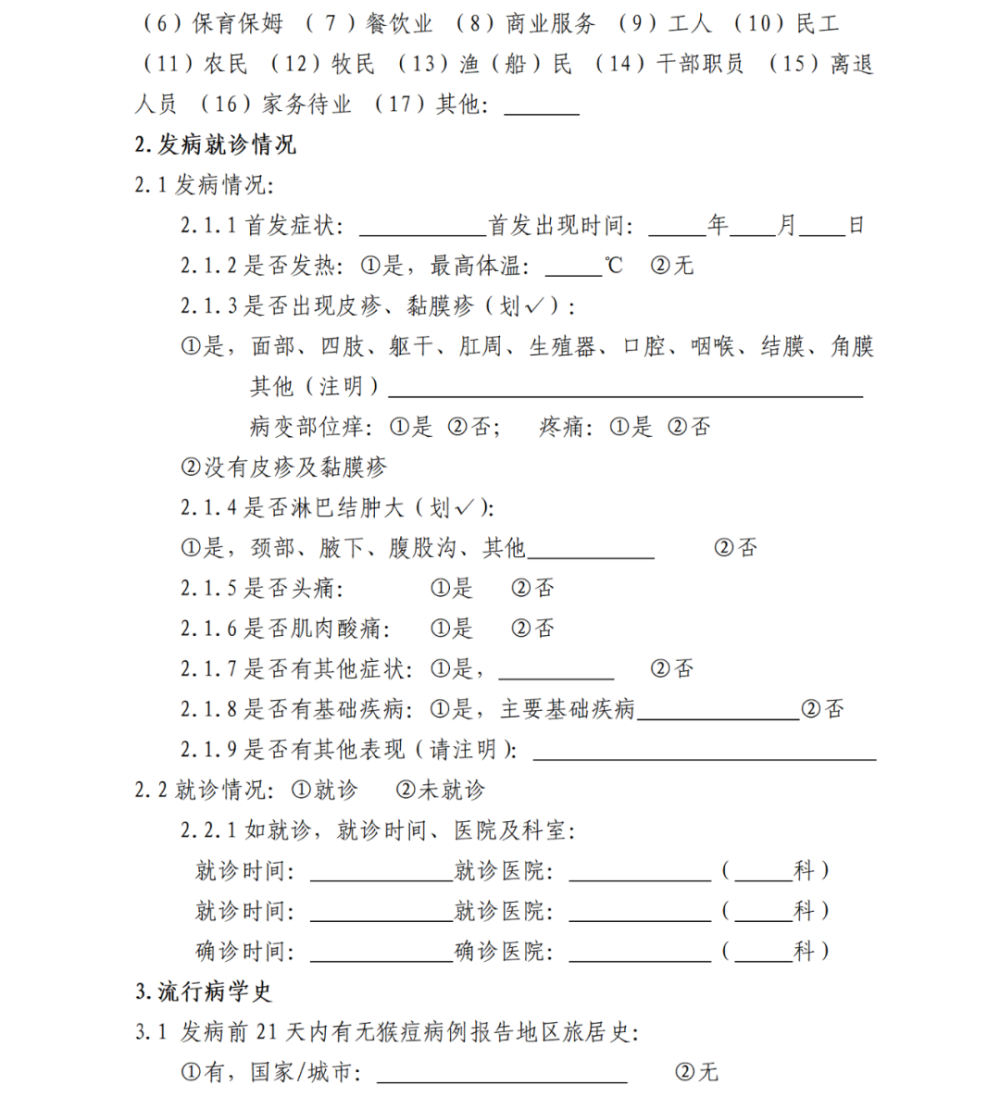 （6）保育保姆 （7）餐饮业 （8）商业服务 （9）工人 （10）民工
（11）农民 （12）牧民 （13）渔（船）民 （14）干部职员 （15）离退
人员 （16）家务待业 （17）其他：______
2.发病就诊情况
2.1发病情况：
2.1.1首发症状：___________首发出现时间：_____年____月____日
2.1.2是否发热：①是，最高体温：_____℃ ②无
2.1.3是否出现皮疹、黏膜疹（划√）：
①是，面部、四肢、躯干、肛周、生殖器、口腔、咽喉、结膜、角膜
其他（注明）_________________________________________
病变部位痒：①是 ②否； 疼痛：①是 ②否
②没有皮疹及黏膜疹
2.1.4是否淋巴结肿大（划√）：
①是，颈部、腋下、腹股沟、其他___________ ②否
2.1.5是否头痛： ①是 ②否
2.1.6是否肌肉酸痛： ①是 ②否
2.1.7是否有其他症状：①是，__________ ②否
2.1.8是否有基础疾病：①是，主要基础疾病______________②否
2.1.9是否有其他表现（请注明）：______________________________
2.2就诊情况：①就诊 ②未就诊
2.2.1如就诊，就诊时间、医院及科室：
就诊时间：____________就诊医院：____________（_____科）
就诊时间：____________就诊医院：____________（_____科）
确诊时间：____________确诊医院：____________（_____科）
3.流行病学史
3.1 发病前21天内有无猴痘病例报告地区旅居史：
①有，国家/城市：______________________ ②无